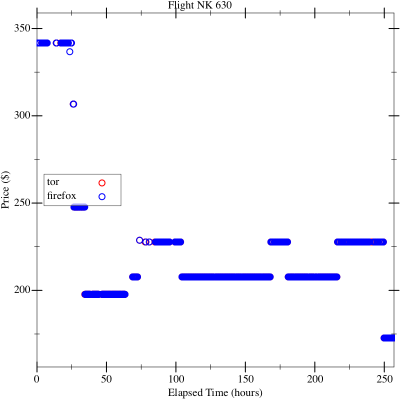 Flight NK 630
350
300
250
200
Price ($)
tor
firefox
0 50 100 150 200 250
Elapsed Time (hours)